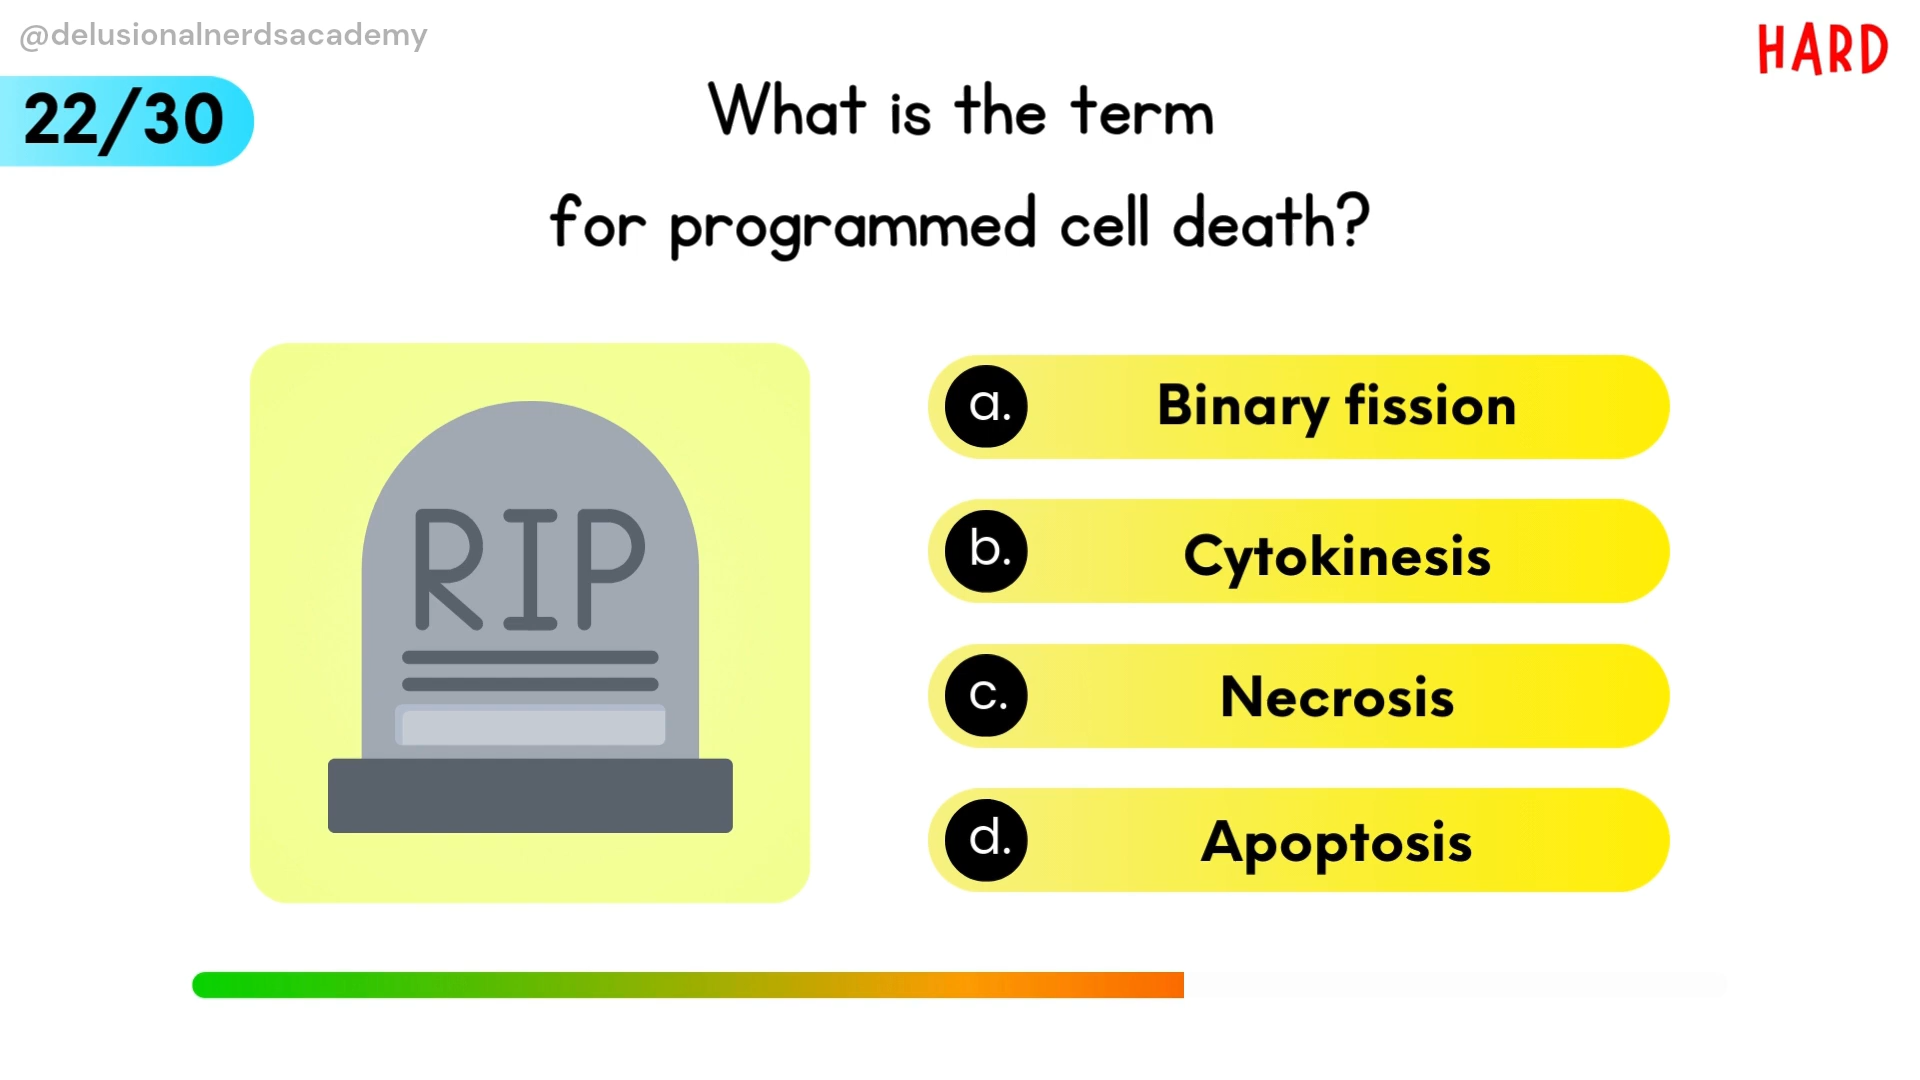 @delusionalnerdsacademy
HARD
22/30
What is the term
for programmed cell death?
RIP
a. Binary fission
b. Cytokinesis
c. Necrosis
d. Apoptosis